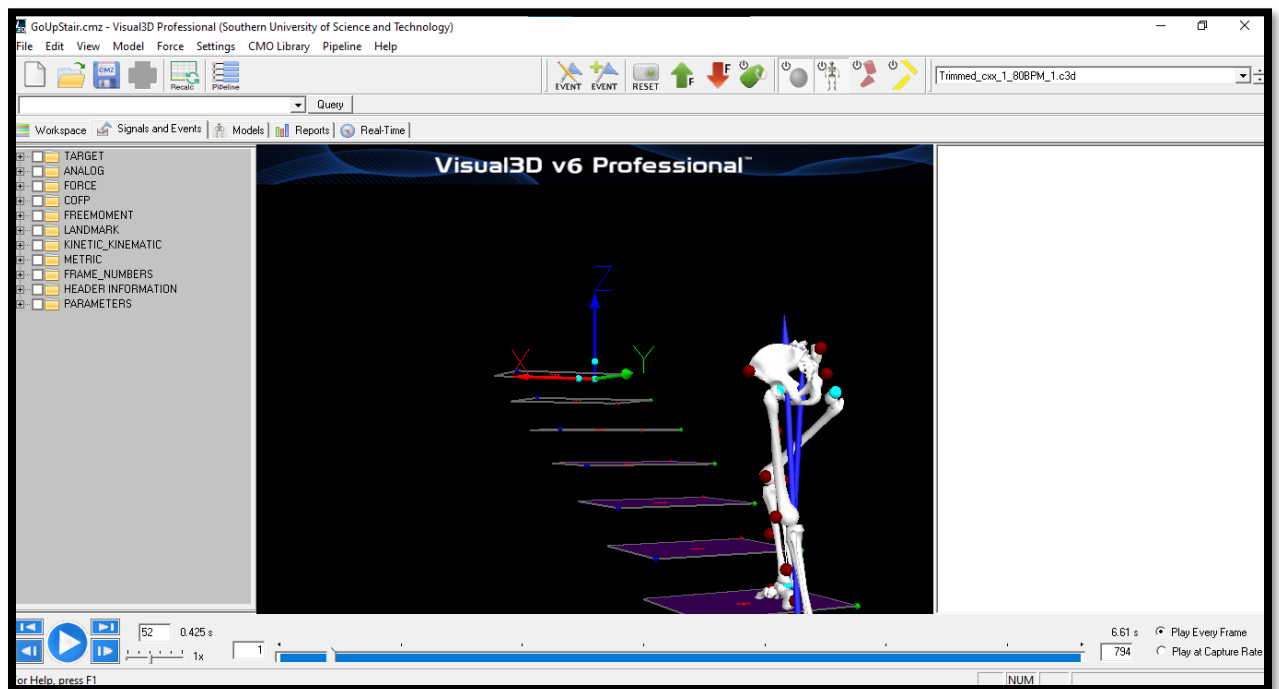 GoUpStair.cmz - Visual3D Professional (Southern University of Science and Technology)
File Edit View Model Force Settings CMO Library Pipeline Help
CMZ Recalc Pipeline EVENT EVENT RESET F F Trimmed_cxx_1_80BPM_1.c3d
Query
Workspace Signals and Events Models Reports Real-Time
Visual3D v6 Professional™
TARGET
ANALOG
FORCE
COFP
FREEMOMENT
LANDMARK
KINETIC_KINEMATIC
METRIC
FRAME_NUMBERS
HEADER INFORMATION
PARAMETERS
Z
X Y
52 0.425 s 6.61 s Play Every Frame
1x 1 794 Play at Capture Rate
or Help, press F1 NUM